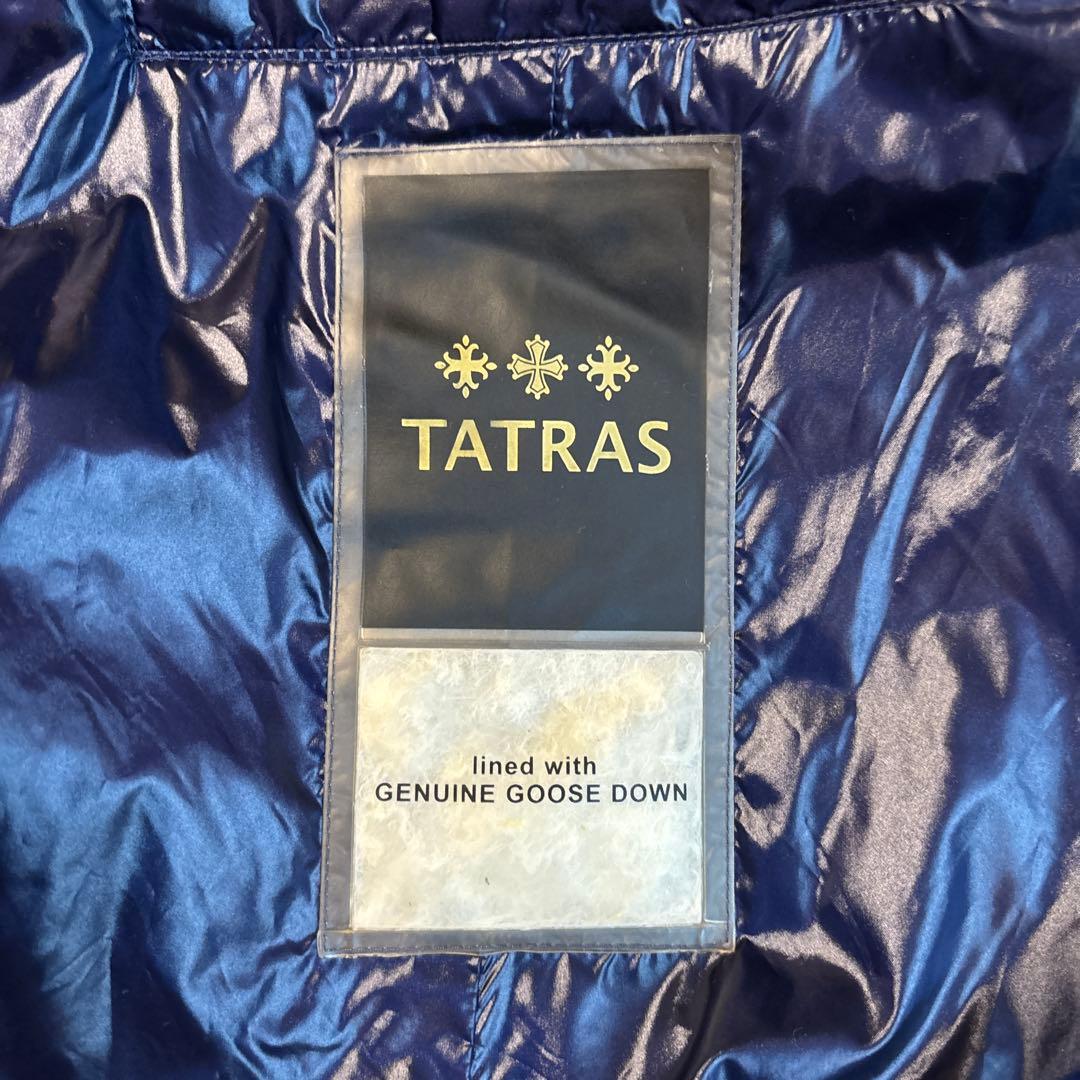 TATRAS
lined with
GENUINE GOOSE DOWN